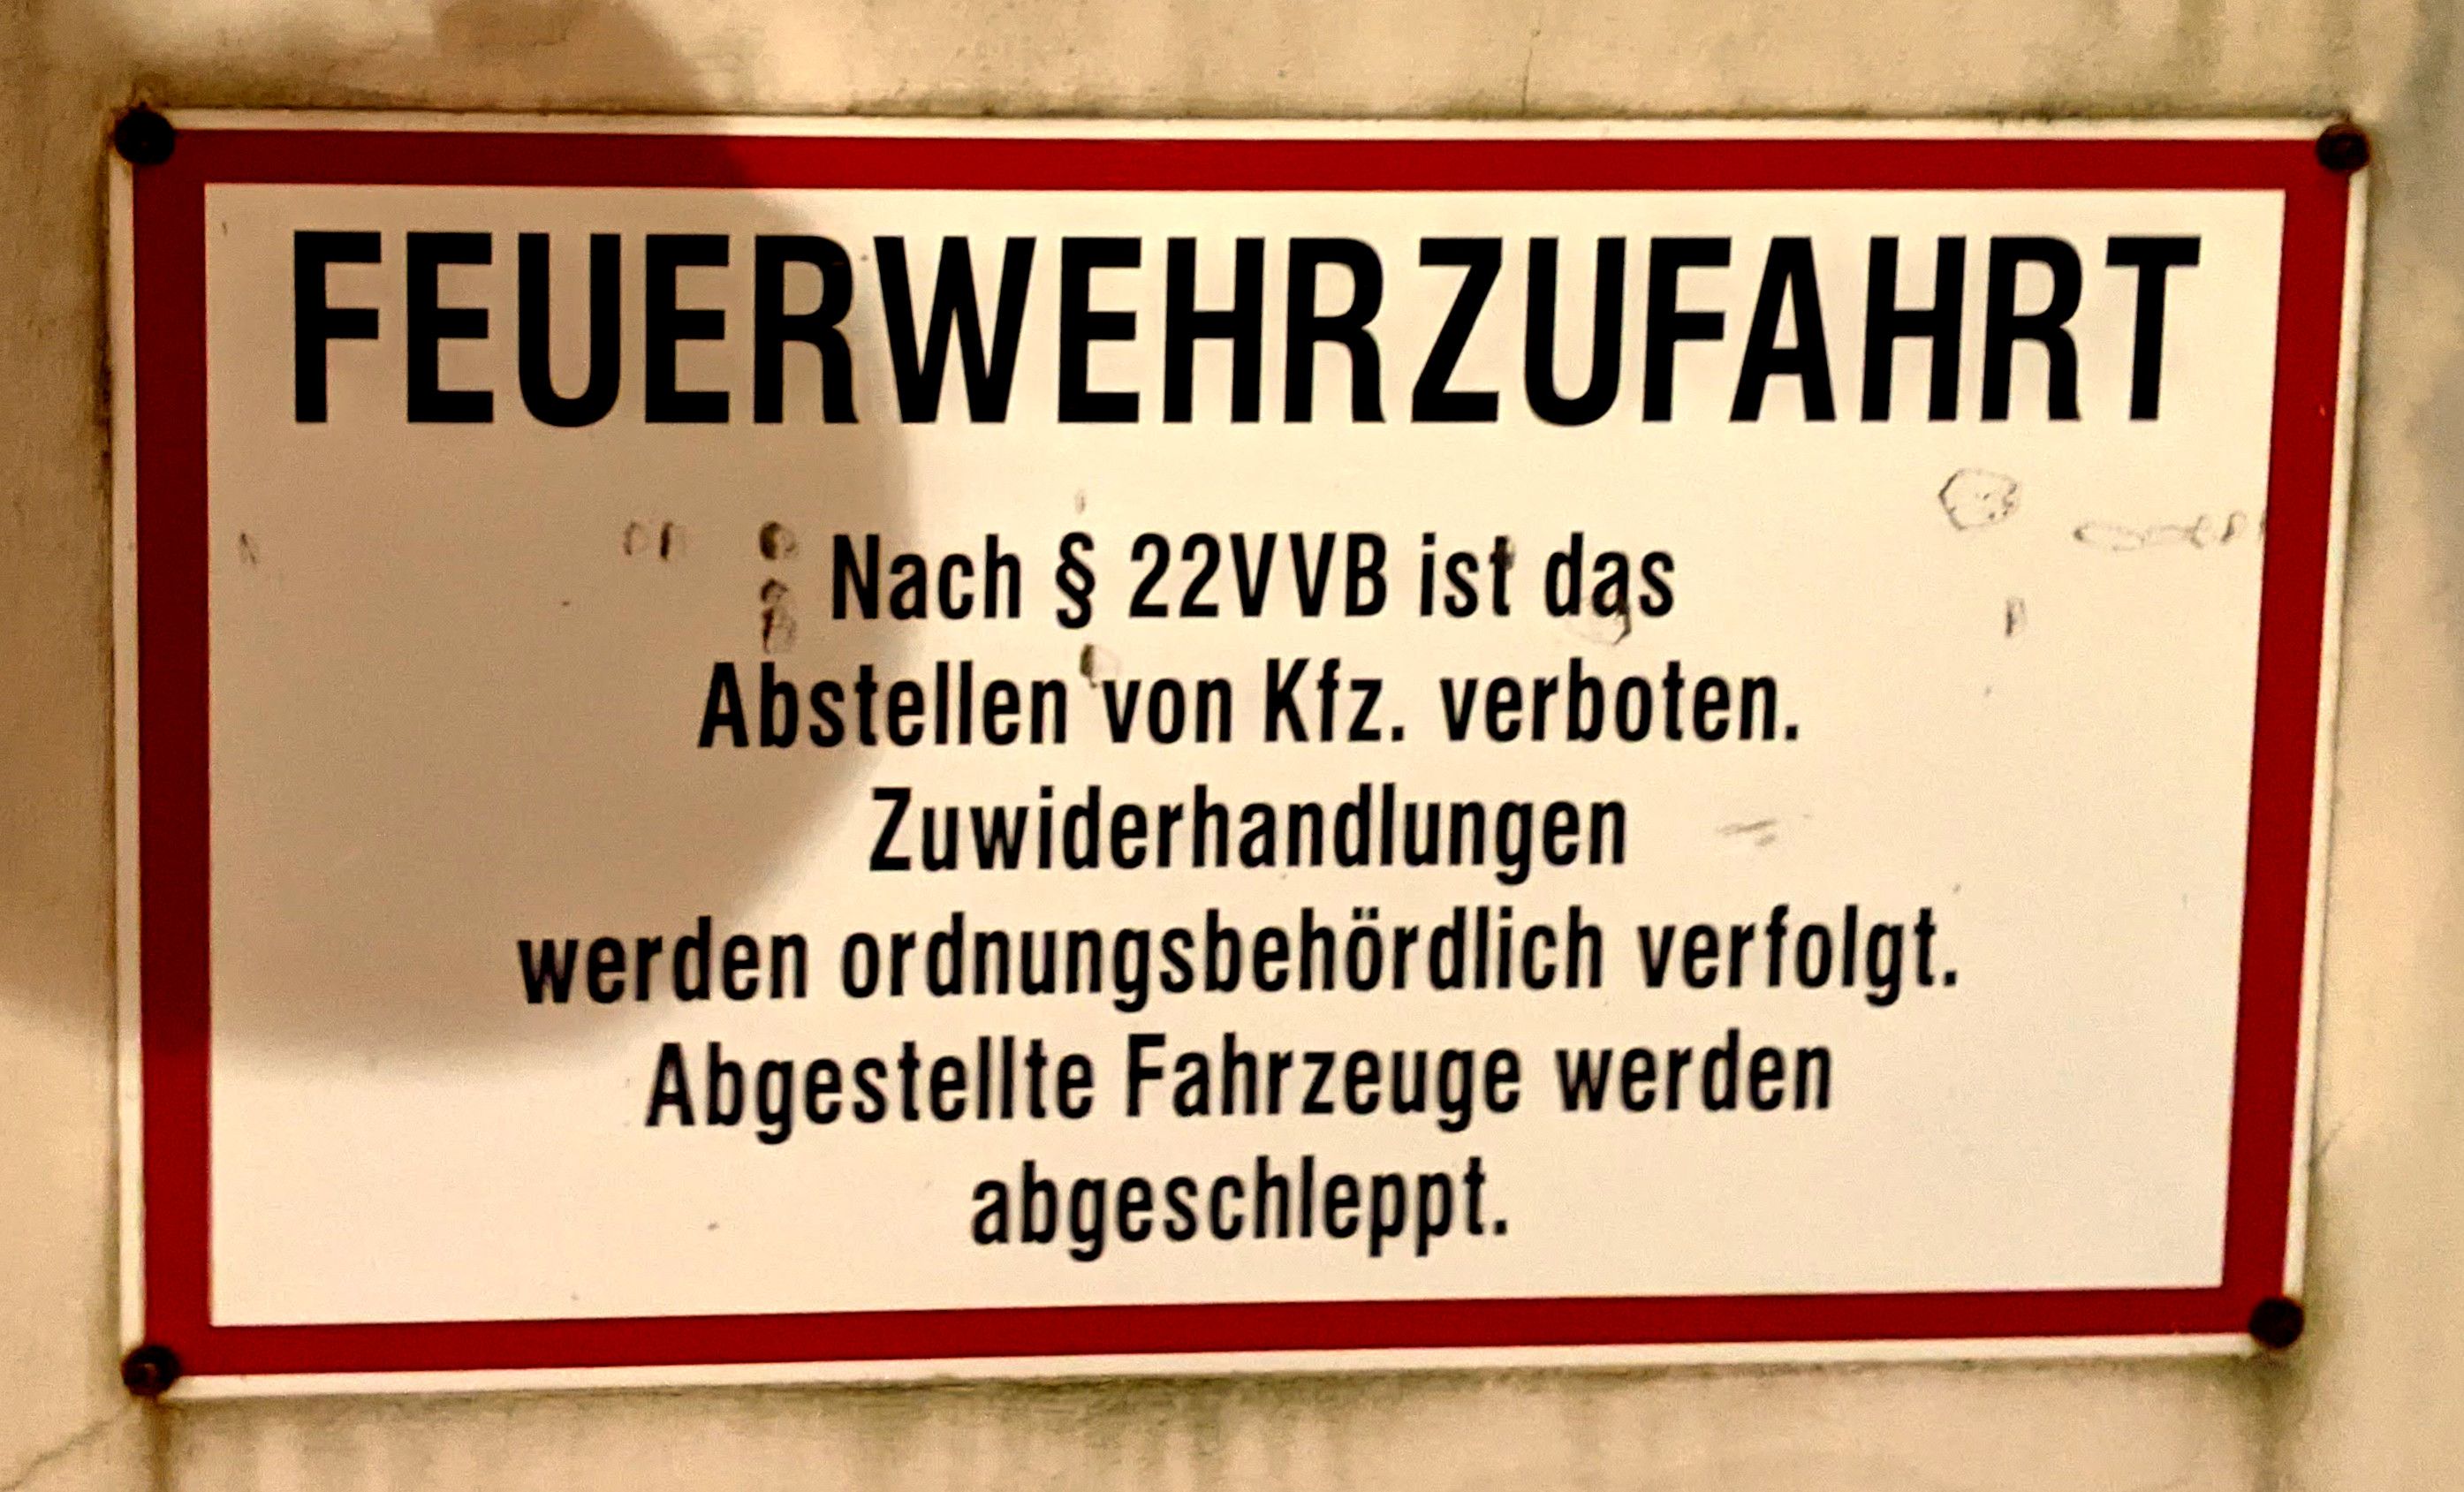 FEUERWEHRZUFAHRT
Nach § 22VVB ist das
Abstellen von Kfz. verboten.
Zuwiderhandlungen
werden ordnungsbehördlich verfolgt.
Abgestellte Fahrzeuge werden
abgeschleppt.